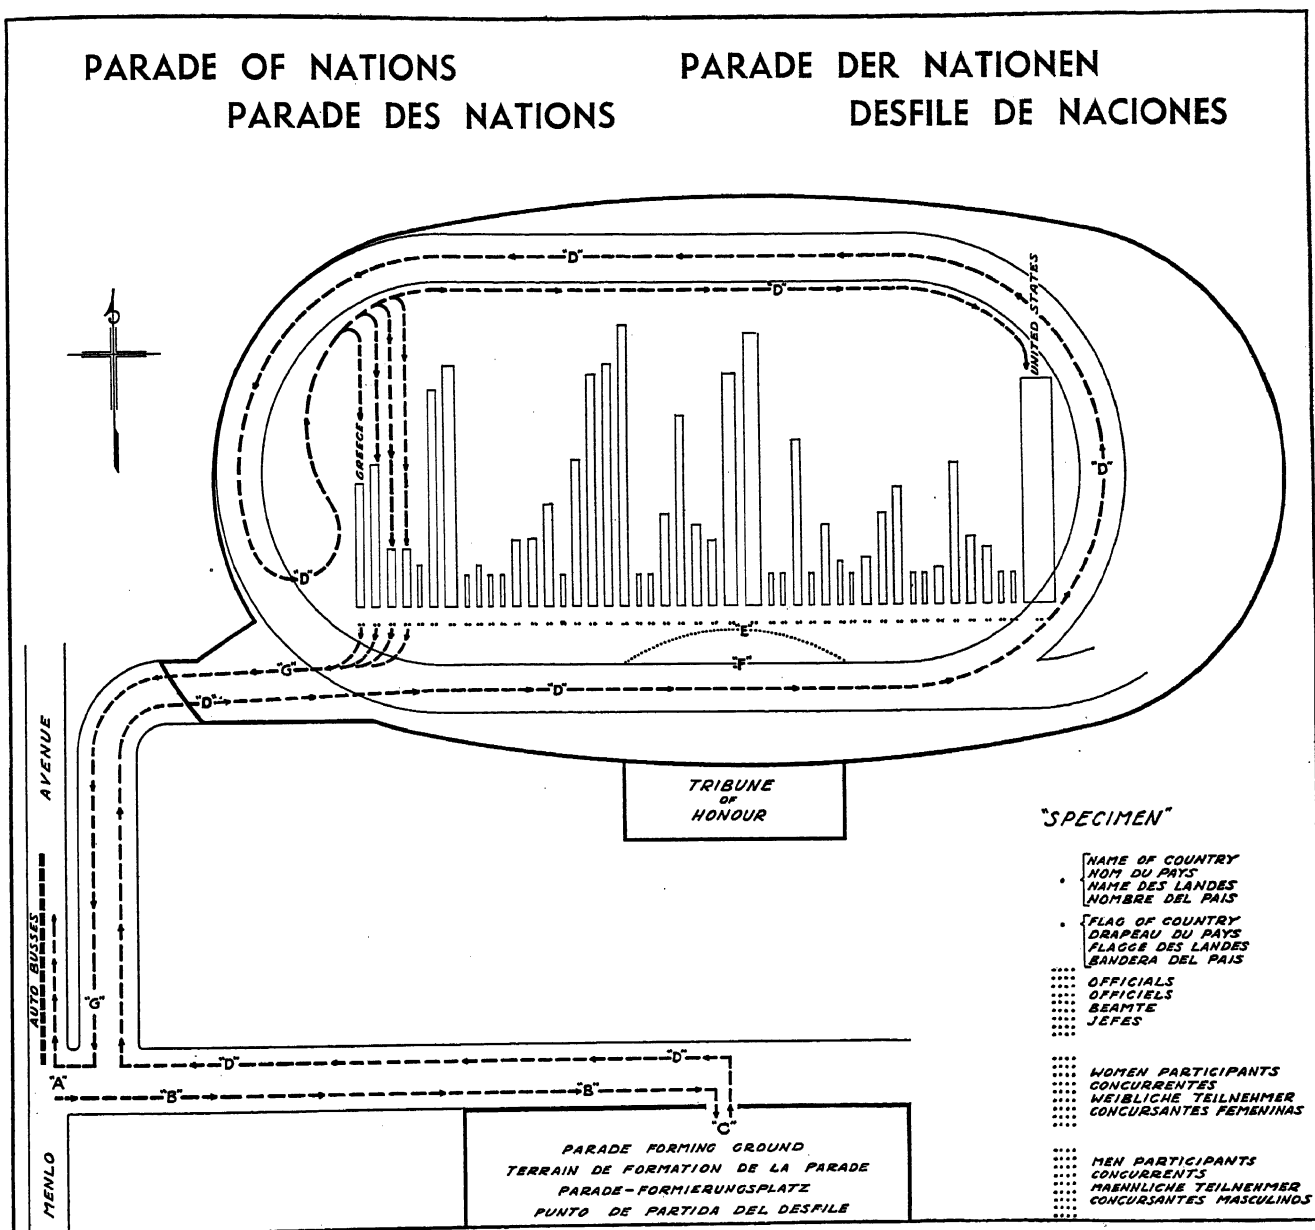 PARADE OF NATIONS
PARADE DES NATIONS
PARADE DER NATIONEN
DESFILE DE NACIONES
"D"
"D"
UNITED STATES
GREECE
"D"
"D"
"E"
"F"
"G"
"D"
"D"
AVENUE
TRIBUNE
OF
HONOUR
AUTO BUSSES
"G"
"A"
"D"
"D"
"B"
"B"
"C"
MENLO
PARADE FORMING GROUND
TERRAIN DE FORMATION DE LA PARADE
PARADE-FORMIERUNGSPLATZ
PUNTO DE PARTIDA DEL DESFILE
"SPECIMEN"
NAME OF COUNTRY
NOM DU PAYS
NAME DES LANDES
NOMBRE DEL PAIS
FLAG OF COUNTRY
DRAPEAU DU PAYS
FLAGGE DES LANDES
BANDERA DEL PAIS
OFFICIALS
OFFICIELS
BEAMTE
JEFES
WOMEN PARTICIPANTS
CONCURRENTES
WEIBLICHE TEILNEHMER
CONCURSANTES FEMENINAS
MEN PARTICIPANTS
CONCURRENTS
MAENNLICHE TEILNEHMER
CONCURSANTES MASCULINOS